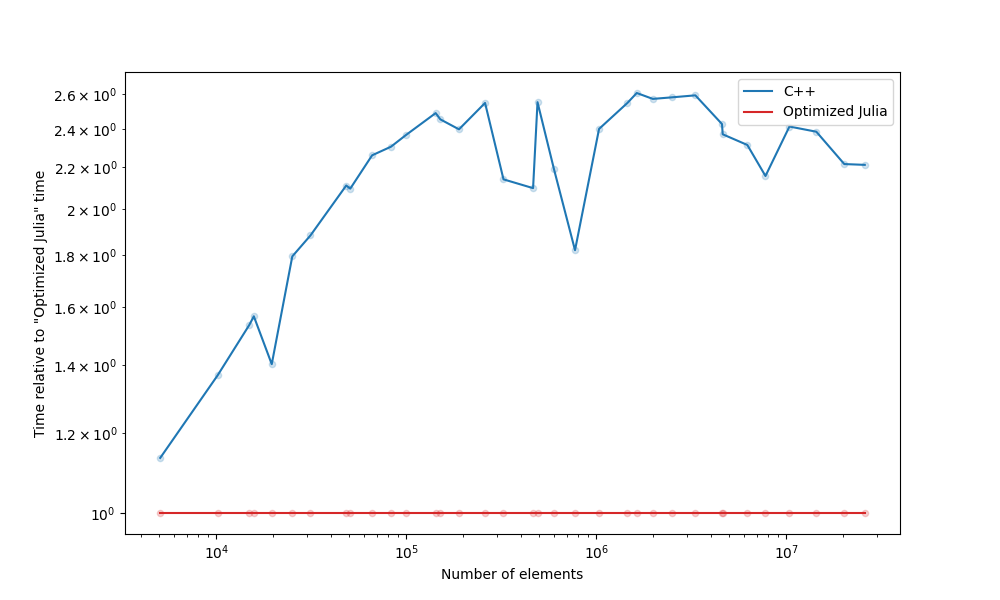 2.6 × 10⁰
2.4 × 10⁰
2.2 × 10⁰
2 × 10⁰
1.8 × 10⁰
1.6 × 10⁰
1.4 × 10⁰
1.2 × 10⁰
10⁰
Time relative to "Optimized Julia" time
C++
Optimized Julia
10⁴
10⁵
10⁶
10⁷
Number of elements